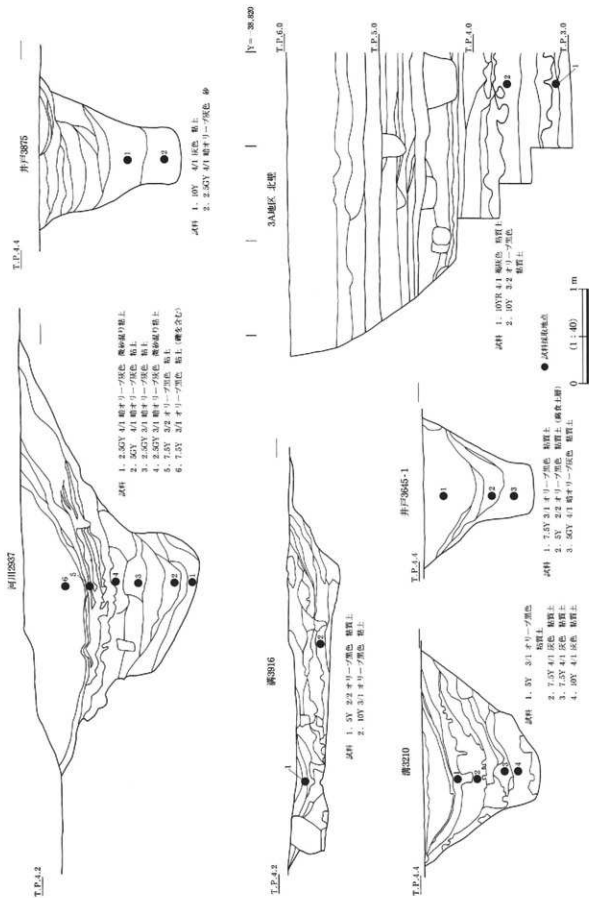 河川2937
T.P.4.2
6
5
4
3
2
1
試料 1. 2.5GY 4/1 暗オリーブ灰色 微砂混り粘土
2. 5GY 4/1 暗オリーブ灰色 粘土
3. 2.5GY 3/1 暗オリーブ灰色 粘土
4. 2.5GY 3/1 暗オリーブ灰色 微砂混り粘土
5. 7.5Y 3/2 オリーブ黒色 粘土
6. 7.5Y 3/1 オリーブ黒色 粘土（礫を含む）
井戸3875
T.P.4.4
1
2
試料 1. 10Y 4/1 灰色 粘土
2. 2.5GY 4/1 暗オリーブ灰色 砂
溝3916
T.P.4.2
1
2
試料 1. 5Y 2/2 オリーブ黒色 粘質土
2. 10Y 3/1 オリーブ黒色 粘土
3A地区 北壁
Y=-38,820
T.P.6.0
T.P.5.0
T.P.4.0
T.P.3.0
2
1
試料 1. 10YR 4/1 褐灰色 粘質土
2. 10Y 3/2 オリーブ黒色
粘質土
溝3210
T.P.4.4
1
2
3
4
試料 1. 5Y 3/1 オリーブ黒色
粘質土
2. 7.5Y 4/1 灰色 粘質土
3. 7.5Y 4/1 灰色 粘質土
4. 10Y 4/1 灰色 粘質土
井戸3645-1
T.P.4.4
1
2
3
試料 1. 7.5Y 3/1 オリーブ黒色 粘質土
2. 5Y 2/2 オリーブ黒色 粘質土（腐食土層）
3. 5GY 4/1 暗オリーブ灰色 粘質土
● 試料採取地点
0 (1:40) 1m